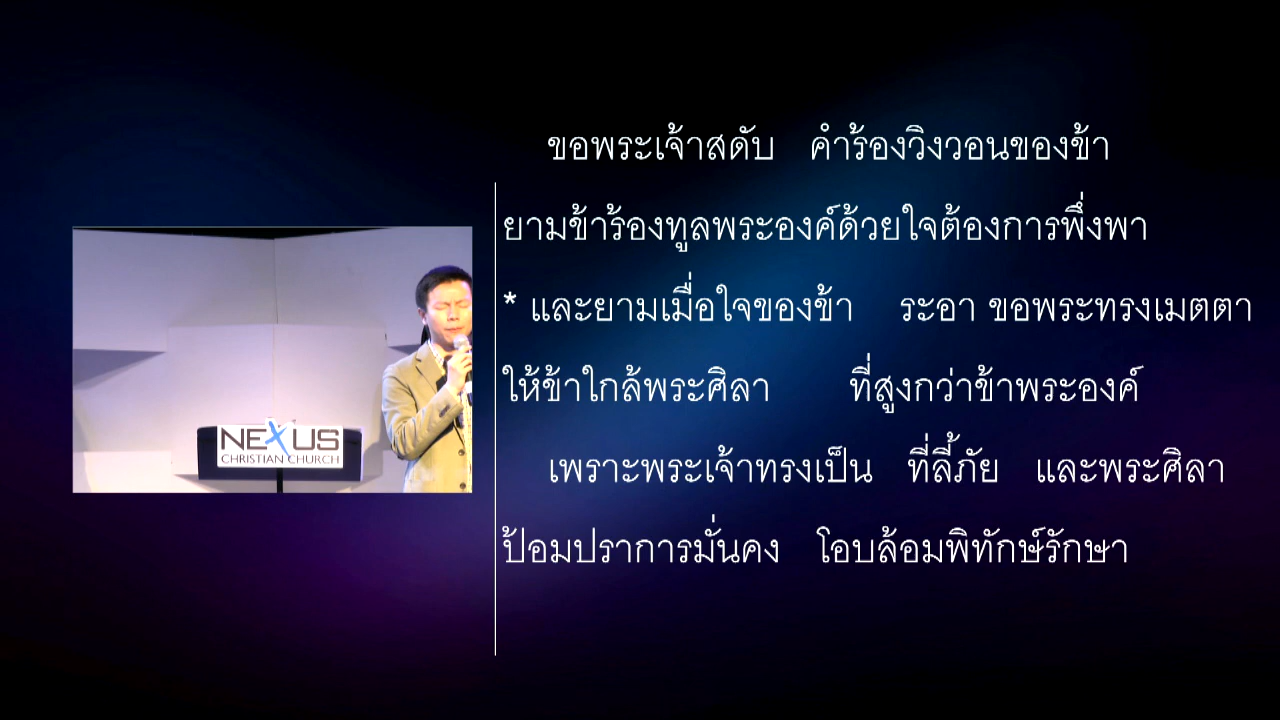 ขอพระเจ้าสดับ คำร้องวิงวอนของข้า
ยามข้าร้องทูลพระองค์ด้วยใจต้องการพึ่งพา
* และยามเมื่อใจของข้า ระอา ขอพระทรงเมตตา
ให้ข้าใกล้พระศิลา ที่สูงกว่าข้าพระองค์
เพราะพระเจ้าทรงเป็น ที่ลี้ภัย และพระศิลา
ป้อมปราการมั่นคง โอบล้อมพิทักษ์รักษา
NEXUS
CHRISTIAN CHURCH